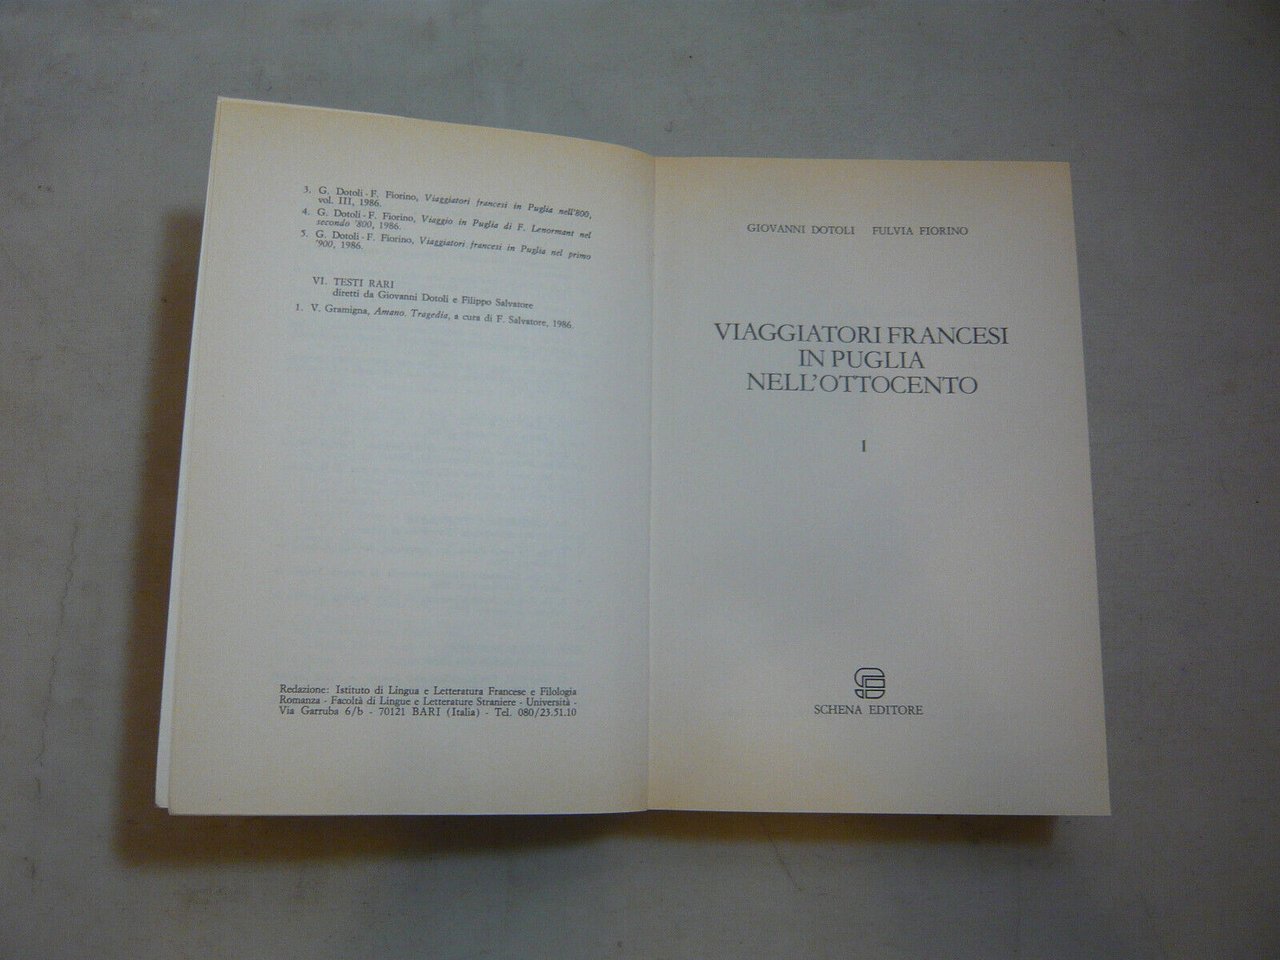 3. G. Dotoli - F. Fiorino, Viaggiatori francesi in Puglia nell'800,
vol. III, 1986.
4. G. Dotoli - F. Fiorino, Viaggio in Puglia di F. Lenormant nel
secondo '800, 1986.
5. G. Dotoli - F. Fiorino, Viaggiatori francesi in Puglia nel primo
'900, 1986.
VI. TESTI RARI
diretti da Giovanni Dotoli e Filippo Salvatore
1. V. Gramigna, Amano. Tragedia, a cura di F. Salvatore, 1986.
Redazione: Istituto di Lingua e Letteratura Francese e Filologia
Romanza - Facoltà di Lingue e Letterature Straniere - Università -
Via Garruba 6/b - 70121 BARI (Italia) - Tel. 080/23.51.10
GIOVANNI DOTOLI FULVIA FIORINO
VIAGGIATORI FRANCESI
IN PUGLIA
NELL'OTTOCENTO
I
SCHENA EDITORE